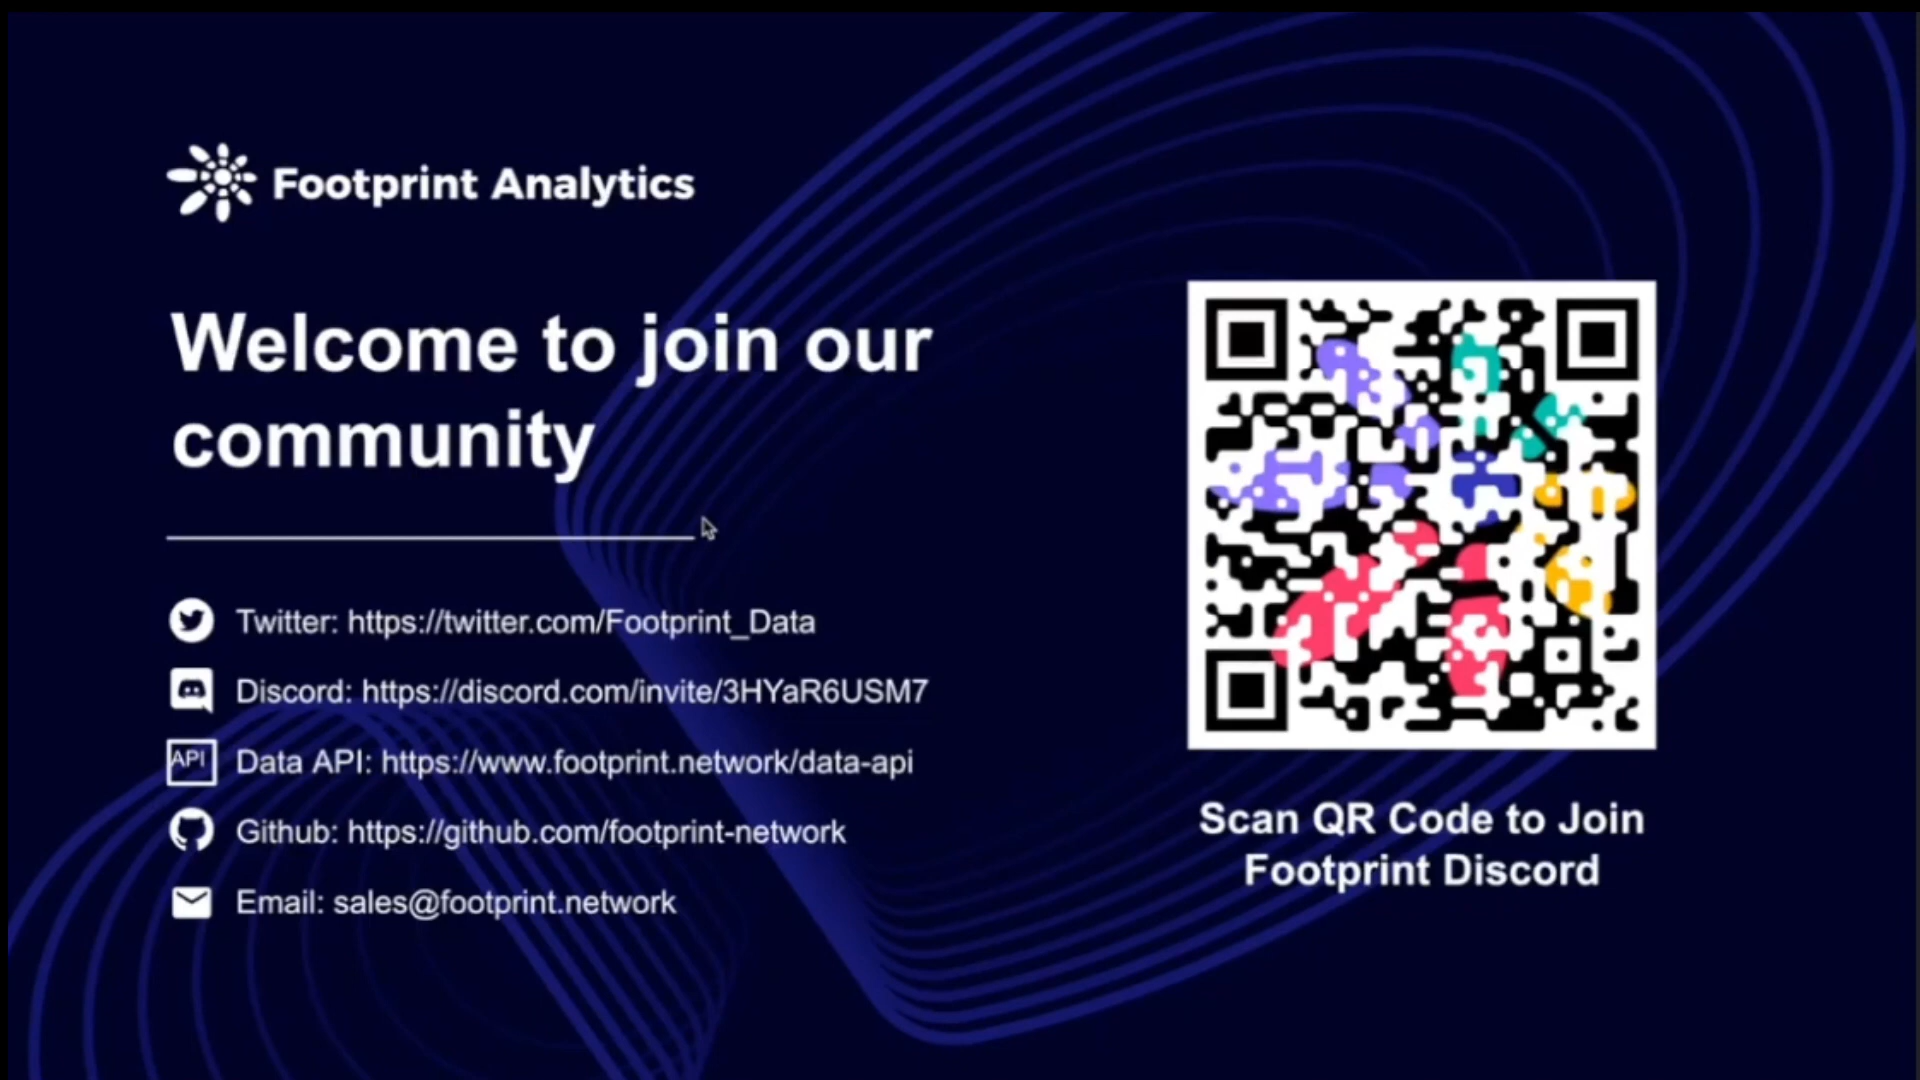 Footprint Analytics
Welcome to join our
community
Twitter: https://twitter.com/Footprint_Data
Discord: https://discord.com/invite/3HYaR6USM7
API
Data API: https://www.footprint.network/data-api
Github: https://github.com/footprint-network
Email: sales@footprint.network
Scan QR Code to Join
Footprint Discord